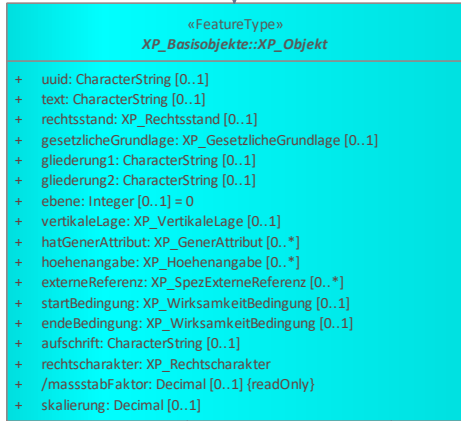 «FeatureType»
XP_Basisobjekte::XP_Objekt
+ uuid: CharacterString [0..1]
+ text: CharacterString [0..1]
+ rechtsstand: XP_Rechtsstand [0..1]
+ gesetzlicheGrundlage: XP_GesetzlicheGrundlage [0..1]
+ gliederung1: CharacterString [0..1]
+ gliederung2: CharacterString [0..1]
+ ebene: Integer [0..1] = 0
+ vertikaleLage: XP_VertikaleLage [0..1]
+ hatGenerAttribut: XP_GenerAttribut [0..*]
+ hoehenangabe: XP_Hoehenangabe [0..*]
+ externeReferenz: XP_SpezExterneReferenz [0..*]
+ startBedingung: XP_WirksamkeitBedingung [0..1]
+ endeBedingung: XP_WirksamkeitBedingung [0..1]
+ aufschrift: CharacterString [0..1]
+ rechtscharakter: XP_Rechtscharakter
+ /massstabFaktor: Decimal [0..1] {readOnly}
+ skalierung: Decimal [0..1]